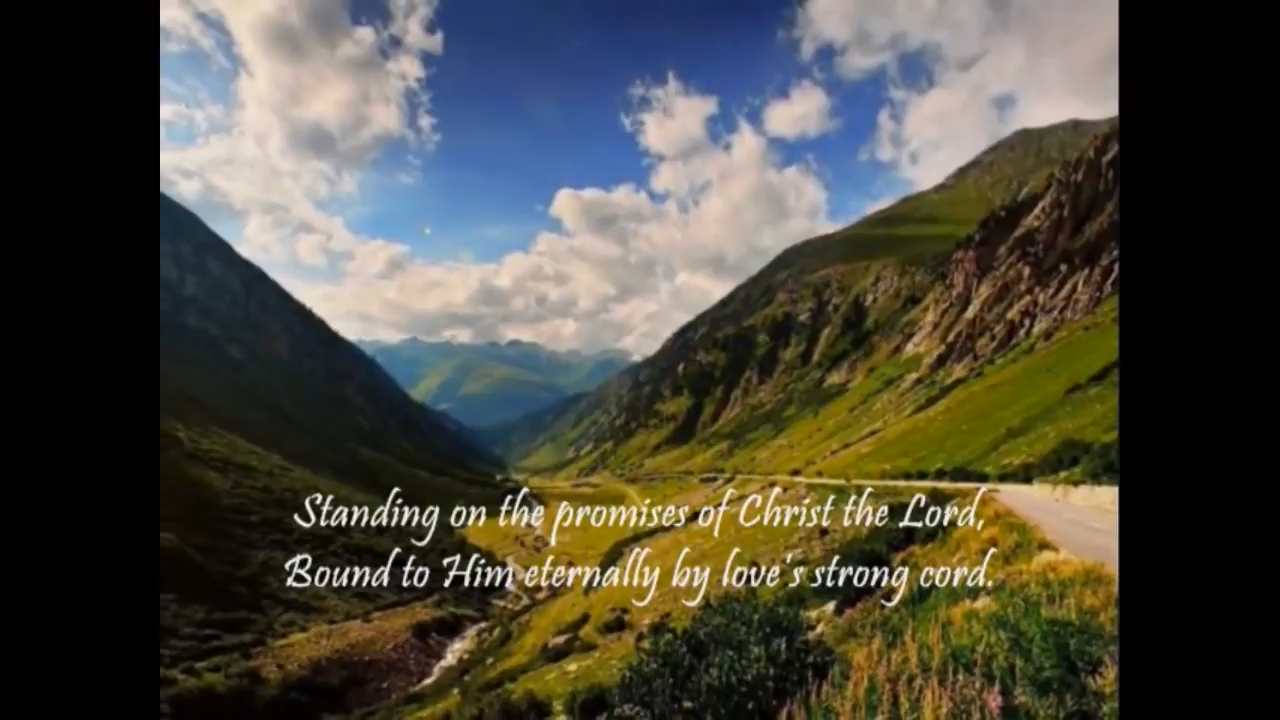 Standing on the promises of Christ the Lord,
Bound to Him eternally by love's strong cord.